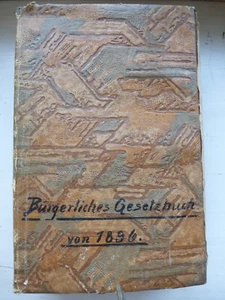 Bürgerliches Gesetzbuch
von 1896.